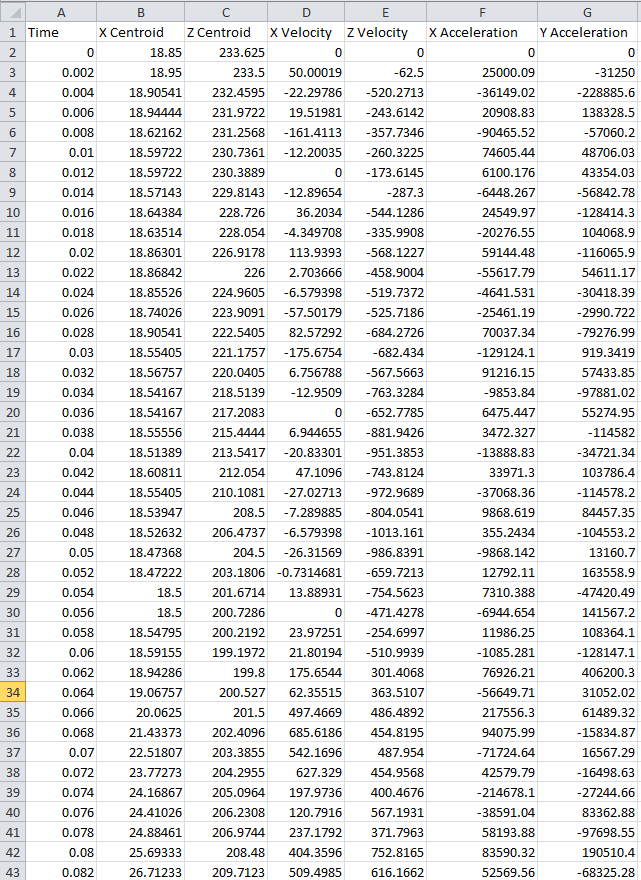 A B C D E F G
1 Time X Centroid Z Centroid X Velocity Z Velocity X Acceleration Y Acceleration
2 0 18.85 233.625 0 0 0 0
3 0.002 18.95 233.5 50.00019 -62.5 25000.09 -31250
4 0.004 18.90541 232.4595 -22.29786 -520.2713 -36149.02 -228885.6
5 0.006 18.94444 231.9722 19.51981 -243.6142 20908.83 138328.5
6 0.008 18.62162 231.2568 -161.4113 -357.7346 -90465.52 -57060.2
7 0.01 18.59722 230.7361 -12.20035 -260.3225 74605.44 48706.03
8 0.012 18.59722 230.3889 0 -173.6145 6100.176 43354.03
9 0.014 18.57143 229.8143 -12.89654 -287.3 -6448.267 -56842.78
10 0.016 18.64384 228.726 36.2034 -544.1286 24549.97 -128414.3
11 0.018 18.63514 228.054 -4.349708 -335.9908 -20276.55 104068.9
12 0.02 18.86301 226.9178 113.9393 -568.1227 59144.48 -116065.9
13 0.022 18.86842 226 2.703666 -458.9004 -55617.79 54611.17
14 0.024 18.85526 224.9605 -6.579398 -519.7372 -4641.531 -30418.39
15 0.026 18.74026 223.9091 -57.50179 -525.7186 -25461.19 -2990.722
16 0.028 18.90541 222.5405 82.57292 -684.2726 70037.34 -79276.99
17 0.03 18.55405 221.1757 -175.6754 -682.434 -129124.1 919.3419
18 0.032 18.56757 220.0405 6.756788 -567.5663 91216.15 57433.85
19 0.034 18.54167 218.5139 -12.9509 -763.3284 -9853.84 -97881.02
20 0.036 18.54167 217.2083 0 -652.7785 6475.447 55274.95
21 0.038 18.55556 215.4444 6.944655 -881.9426 3472.327 -114582
22 0.04 18.51389 213.5417 -20.83301 -951.3853 -13888.83 -34721.34
23 0.042 18.60811 212.054 47.1096 -743.8124 33971.3 103786.4
24 0.044 18.55405 210.1081 -27.02713 -972.9689 -37068.36 -114578.2
25 0.046 18.53947 208.5 -7.289885 -804.0541 9868.619 84457.35
26 0.048 18.52632 206.4737 -6.579398 -1013.161 355.2434 -104553.2
27 0.05 18.47368 204.5 -26.31569 -986.8391 -9868.142 13160.7
28 0.052 18.47222 203.1806 -0.7314681 -659.7213 12792.11 163558.9
29 0.054 18.5 201.6714 13.88931 -754.5623 7310.388 -47420.49
30 0.056 18.5 200.7286 0 -471.4278 -6944.654 141567.2
31 0.058 18.54795 200.2192 23.97251 -254.6997 11986.25 108364.1
32 0.06 18.59155 199.1972 21.80194 -510.9939 -1085.281 -128147.1
33 0.062 18.94286 199.8 175.6544 301.4068 76926.21 406200.3
34 0.064 19.06757 200.527 62.35515 363.5107 -56649.71 31052.02
35 0.066 20.0625 201.5 497.4669 486.4892 217556.3 61489.32
36 0.068 21.43373 202.4096 685.6186 454.8195 94075.99 -15834.87
37 0.07 22.51807 203.3855 542.1696 487.954 -71724.64 16567.29
38 0.072 23.77273 204.2955 627.329 454.9568 42579.79 -16498.63
39 0.074 24.16867 205.0964 197.9736 400.4676 -214678.1 -27244.66
40 0.076 24.41026 206.2308 120.7916 567.1931 -38591.04 83362.88
41 0.078 24.88461 206.9744 237.1792 371.7963 58193.88 -97698.55
42 0.08 25.69333 208.48 404.3596 752.8165 83590.32 190510.4
43 0.082 26.71233 209.7123 509.4985 616.1662 52569.56 -68325.28